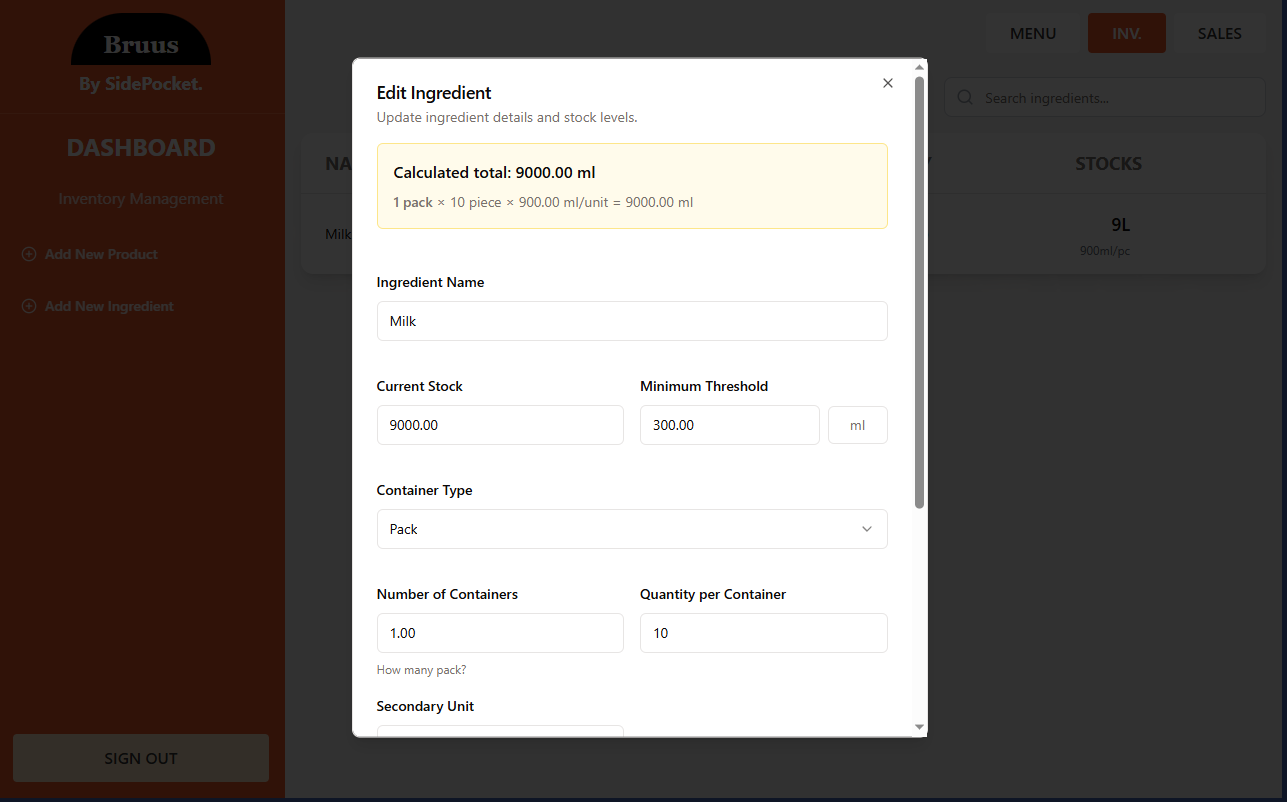 Bruus
By SidePocket.
DASHBOARD
Inventory Management
Add New Product
Add New Ingredient
SIGN OUT
MENU
INV.
SALES
Search ingredients...
NA
STOCKS
Milk
9L
900ml/pc
Edit Ingredient
Update ingredient details and stock levels.
Calculated total: 9000.00 ml
1 pack × 10 piece × 900.00 ml/unit = 9000.00 ml
Ingredient Name
Milk
Current Stock
Minimum Threshold
9000.00
300.00
ml
Container Type
Pack
Number of Containers
Quantity per Container
1.00
10
How many pack?
Secondary Unit